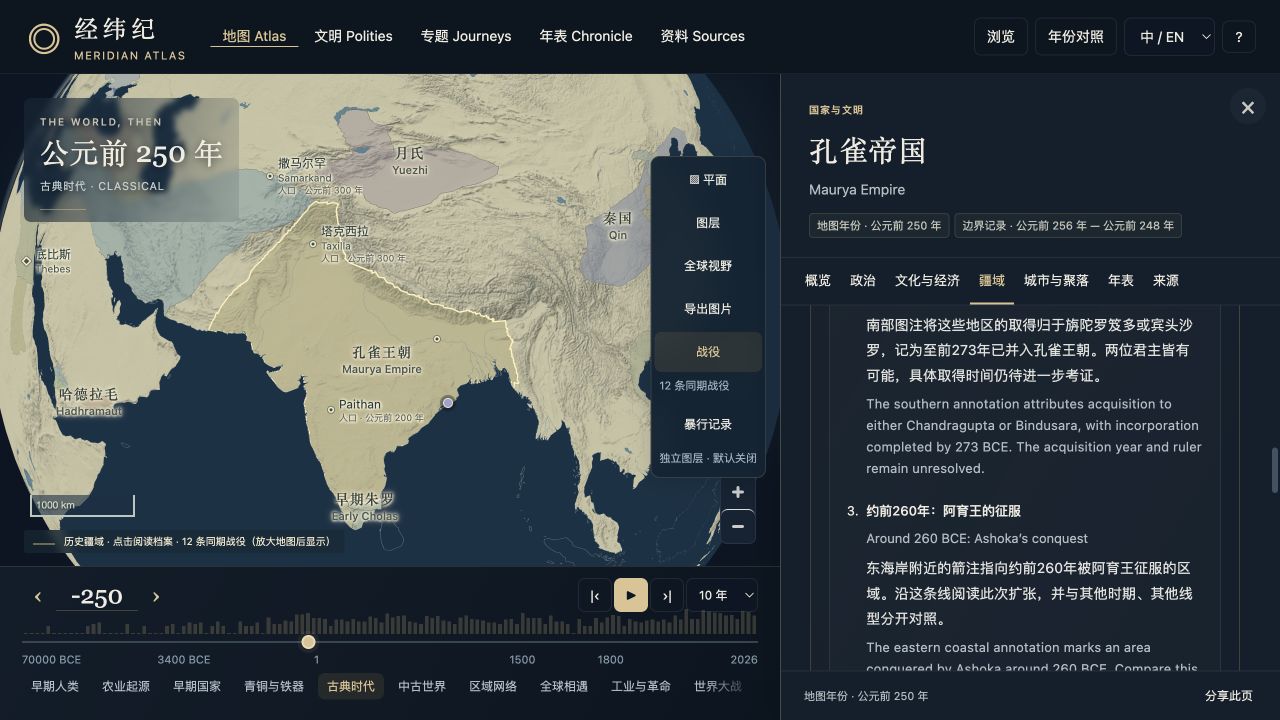 经纬纪
MERIDIAN ATLAS
地图 Atlas
文明 Polities
专题 Journeys
年表 Chronicle
资料 Sources
浏览
年份对照
中 / EN
?
THE WORLD, THEN
公元前 250 年
古典时代 · CLASSICAL
撒马尔罕
Samarkand
人口 · 公元前 300 年
月氏
Yuezhi
塔克西拉
Taxila
人口 · 公元前 300 年
秦国
Qin
底比斯
Thebes
孔雀王朝
Maurya Empire
哈德拉毛
Hadhramaut
Paithan
人口 · 公元前 200 年
早期朱罗
Early Cholas
1000 km
历史疆域 · 点击阅读档案 · 12 条同期战役（放大地图后显示）
平面
图层
全球视野
导出图片
战役
12 条同期战役
暴行记录
独立图层 · 默认关闭
+
−
-250
10 年
70000 BCE
3400 BCE
1
1500
1800
2026
早期人类
农业起源
早期国家
青铜与铁器
古典时代
中古世界
区域网络
全球相遇
工业与革命
世界大战
国家与文明
孔雀帝国
Maurya Empire
地图年份 · 公元前 250 年
边界记录 · 公元前 256 年 — 公元前 248 年
概览
政治
文化与经济
疆域
城市与聚落
年表
来源
南部图注将这些地区的取得归于旃陀罗笈多或宾头沙
罗，记为至前273年已并入孔雀王朝。两位君主皆有
可能，具体取得时间仍待进一步考证。
The southern annotation attributes acquisition to
either Chandragupta or Bindusara, with incorporation
completed by 273 BCE. The acquisition year and ruler
remain unresolved.
3. 约前260年：阿育王的征服
Around 260 BCE: Ashoka’s conquest
东海岸附近的箭注指向约前260年被阿育王征服的区
域。沿这条线阅读此次扩张，并与其他时期、其他线
型分开对照。
The eastern coastal annotation marks an area
conquered by Ashoka around 260 BCE. Compare this
地图年份 · 公元前 250 年
分享此页